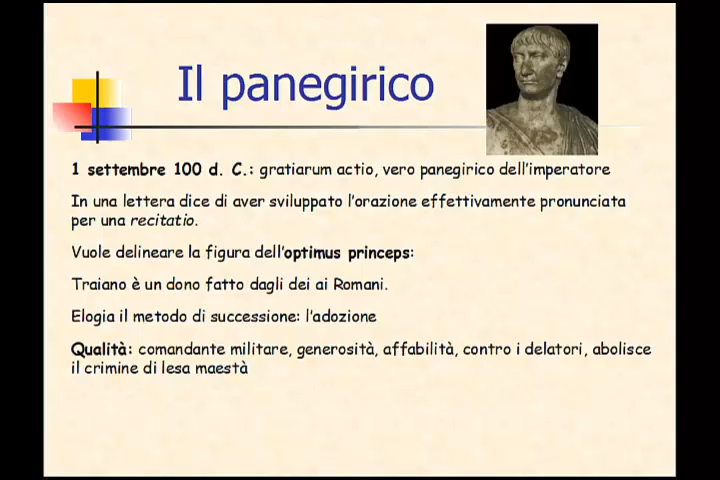 Il panegirico
1 settembre 100 d. C.: gratiarum actio, vero panegirico dell'imperatore
In una lettera dice di aver sviluppato l'orazione effettivamente pronunciata
per una recitatio.
Vuole delineare la figura dell'optimus princeps:
Traiano è un dono fatto dagli dei ai Romani.
Elogia il metodo di successione: l'adozione
Qualità: comandante militare, generosità, affabilità, contro i delatori, abolisce
il crimine di lesa maestà